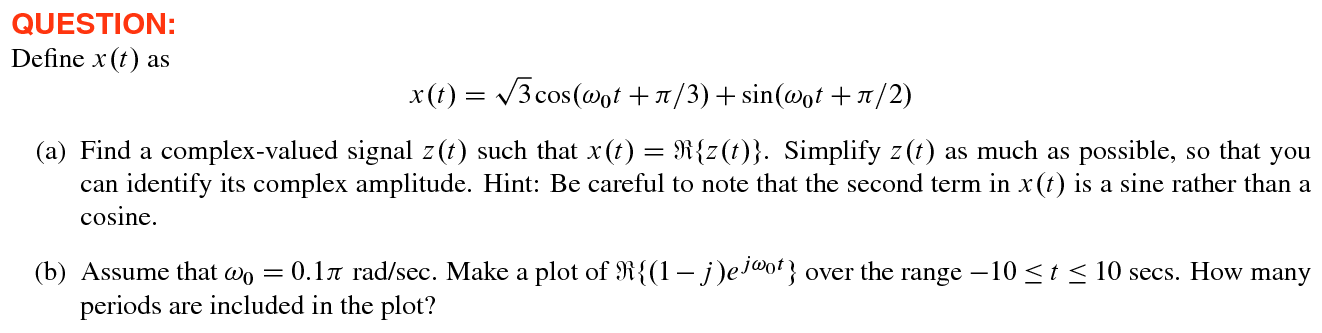 QUESTION:
Define x(t) as
x(t) = √3 cos(ω₀t + π/3) + sin(ω₀t + π/2)
(a) Find a complex-valued signal z(t) such that x(t) = ℜ{z(t)}. Simplify z(t) as much as possible, so that you
can identify its complex amplitude. Hint: Be careful to note that the second term in x(t) is a sine rather than a
cosine.
(b) Assume that ω₀ = 0.1π rad/sec. Make a plot of ℜ{(1 − j)e^{jω₀t}} over the range −10 ≤ t ≤ 10 secs. How many
periods are included in the plot?